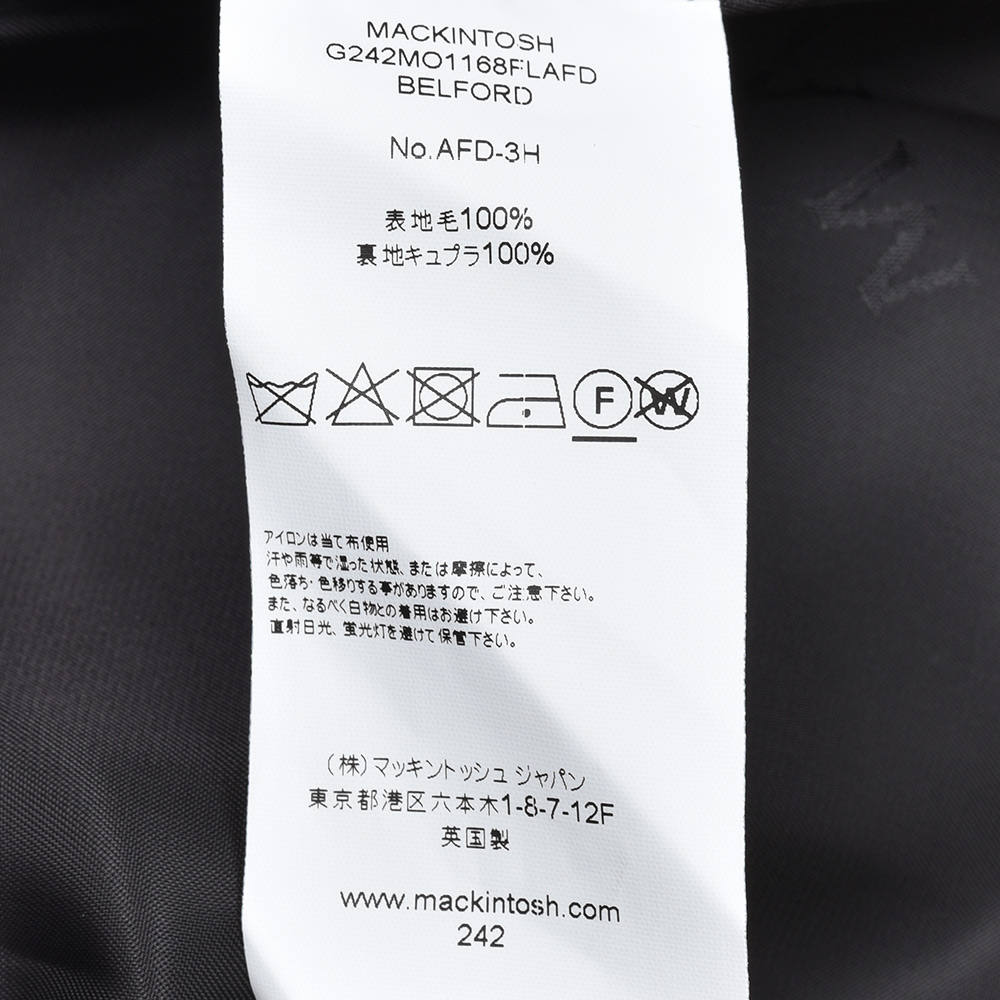 MACKINTOSH
G242MO1168FLAFD
BELFORD
No.AFD-3H
表地毛100%
裏地キュプラ100%
F W
アイロンは当て布使用
汗や雨等で湿った状態、または摩擦によって、
色落ち・色移りする事がありますので、ご注意下さい。
また、なるべく白物との着用はお避け下さい。
直射日光、蛍光灯を避けて保管下さい。
(株)マッキントッシュ ジャパン
東京都港区六本木1-8-7-12F
英国製
www.mackintosh.com
242